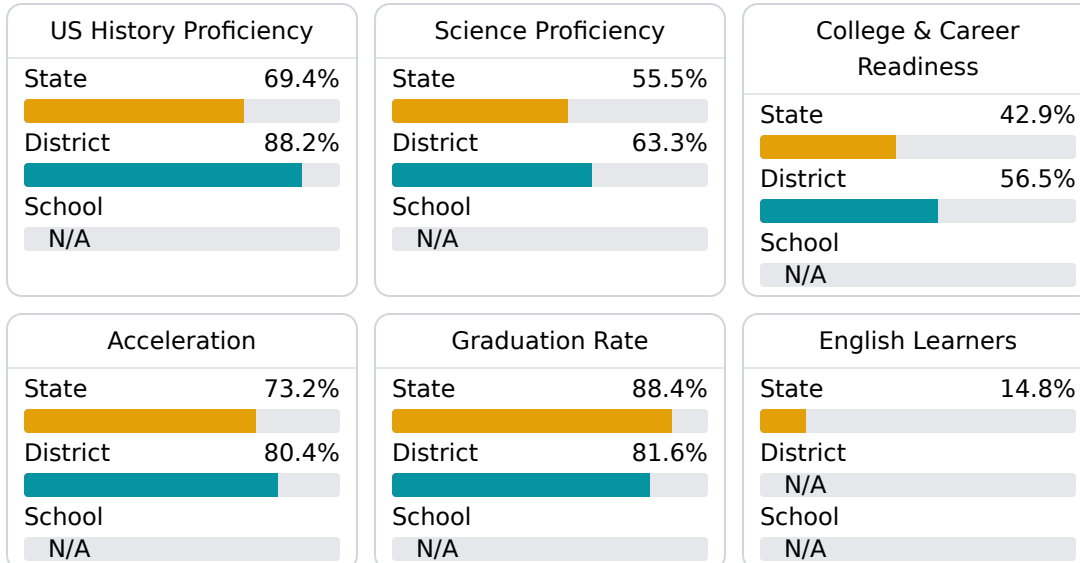 US History Proficiency
State 69.4%
District 88.2%
School
N/A
Science Proficiency
State 55.5%
District 63.3%
School
N/A
College & Career
Readiness
State 42.9%
District 56.5%
School
N/A
Acceleration
State 73.2%
District 80.4%
School
N/A
Graduation Rate
State 88.4%
District 81.6%
School
N/A
English Learners
State 14.8%
District
N/A
School
N/A